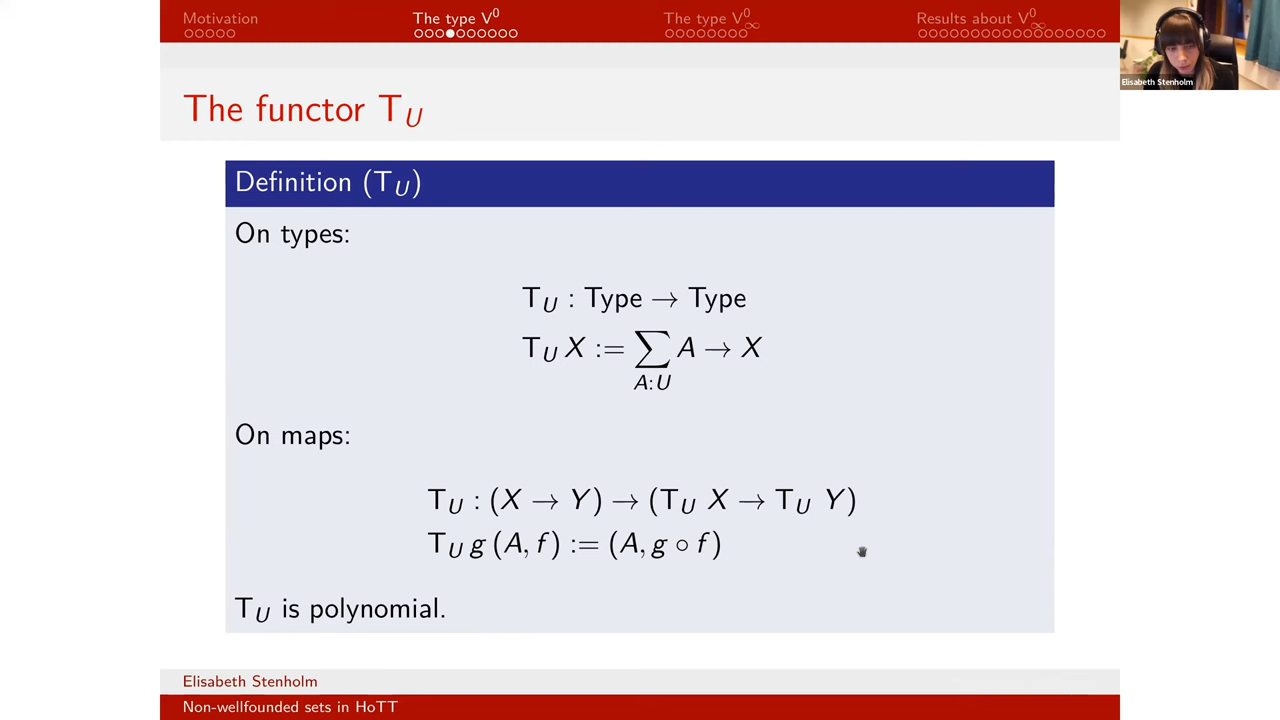 Motivation
The type V⁰
The type V⁰∞
Results about V⁰∞
Elisabeth Stenholm
The functor T_U
Definition (T_U)
On types:
T_U : Type → Type
T_U X := ∑_{A:U} A → X
On maps:
T_U : (X → Y) → (T_U X → T_U Y)
T_U g (A, f) := (A, g ∘ f)
T_U is polynomial.
Elisabeth Stenholm
Non-wellfounded sets in HoTT